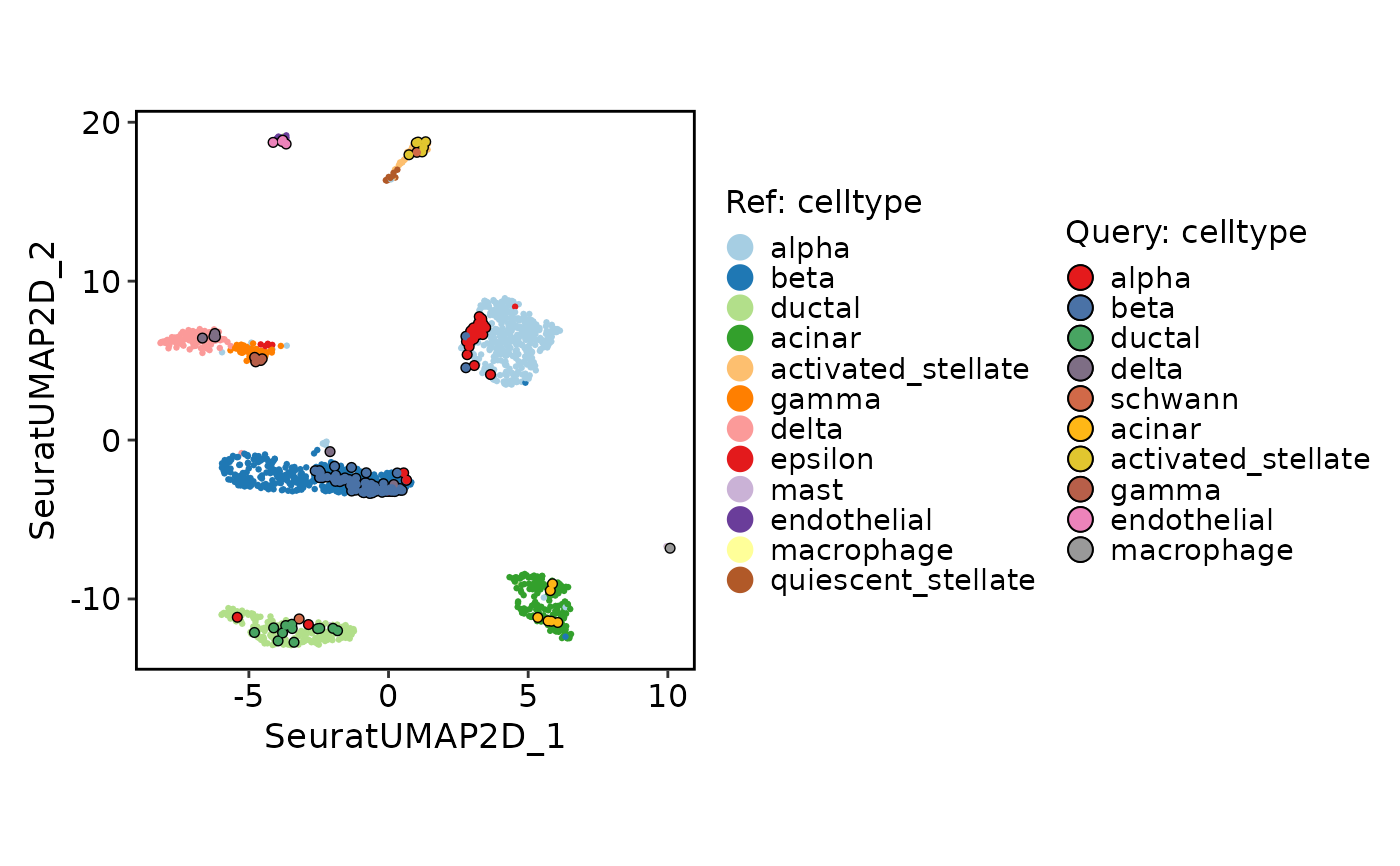 20
10
0
-10
-5
0
5
10
SeuratUMAP2D_1
SeuratUMAP2D_2
Ref: celltype
alpha
beta
ductal
acinar
activated_stellate
gamma
delta
epsilon
mast
endothelial
macrophage
quiescent_stellate
Query: celltype
alpha
beta
ductal
delta
schwann
acinar
activated_stellate
gamma
endothelial
macrophage